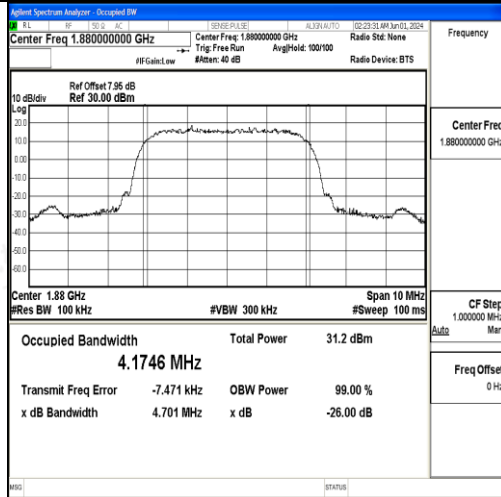 Agilent Spectrum Analyzer - Occupied BW
RL RF 50 Ω AC SENSE:PULSE ALIGN AUTO 02:23:31 AM Jun 01, 2024
Center Freq 1.880000000 GHz
Center Freq: 1.880000000 GHz
Radio Std: None
Trig: Free Run Avg|Hold: 100/100
#IFGain:Low #Atten: 40 dB Radio Device: BTS
Frequency
Ref Offset 7.95 dB
10 dB/div Ref 30.00 dBm
Log
20.0
10.0
0.00
-10.0
-20.0
-30.0
-40.0
-50.0
-60.0
Center Freq
1.880000000 GHz
Center 1.88 GHz Span 10 MHz
#Res BW 100 kHz #VBW 300 kHz #Sweep 100 ms
CF Step
1.000000 MHz
Auto Man
Occupied Bandwidth Total Power 31.2 dBm
4.1746 MHz
Transmit Freq Error -7.471 kHz OBW Power 99.00 %
x dB Bandwidth 4.701 MHz x dB -26.00 dB
Freq Offset
0 Hz
MSG STATUS